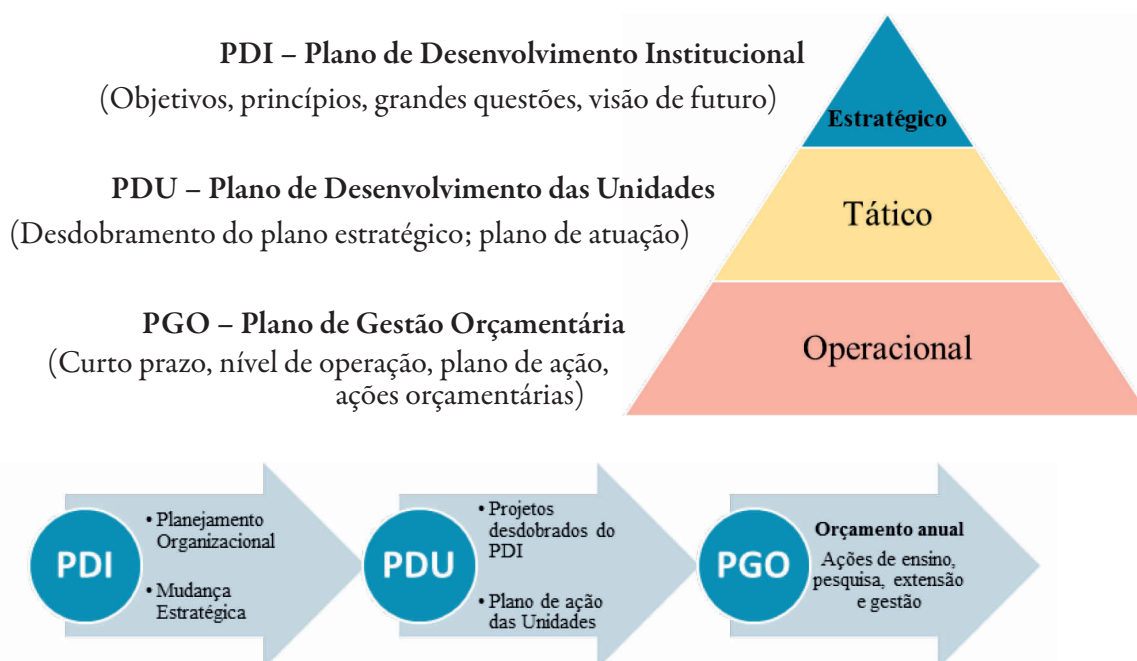 PDI – Plano de Desenvolvimento Institucional
(Objetivos, princípios, grandes questões, visão de futuro)
Estratégico
PDU – Plano de Desenvolvimento das Unidades
(Desdobramento do plano estratégico; plano de atuação)
Tático
PGO – Plano de Gestão Orçamentária
(Curto prazo, nível de operação, plano de ação,
ações orçamentárias)
Operacional
PDI
• Planejamento
Organizacional
• Mudança
Estratégica
PDU
• Projetos
desdobrados do
PDI
• Plano de ação
das Unidades
PGO
Orçamento anual
Ações de ensino,
pesquisa, extensão
e gestão